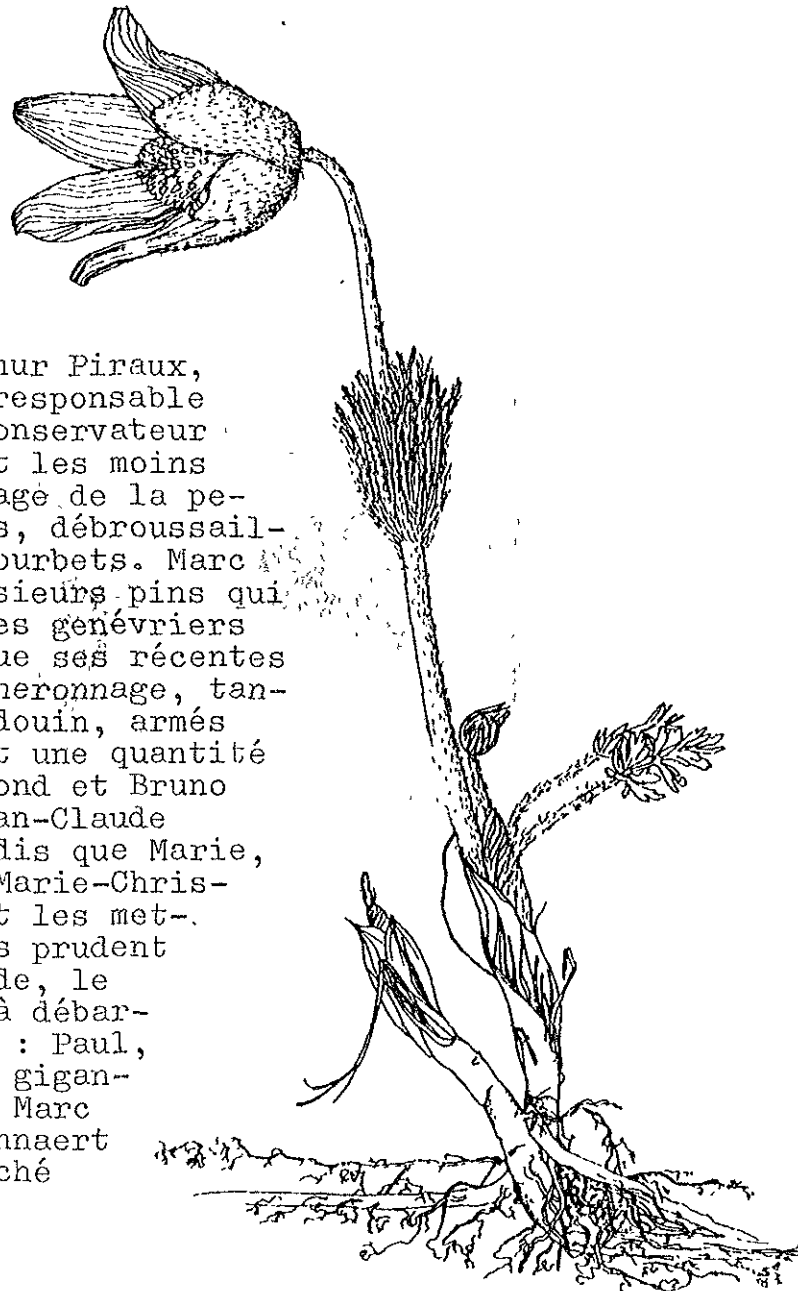 hur Piraux,
responsable
onservateur
t les moins
age de la pe-
s, débroussail-
ourbets. Marc
sieurs pins qui
es genévriers
ue ses récentes
heronnage, tan-
douin, armés
t une quantité
ond et Bruno
an-Claude
dis que Marie,
Marie-Chris-
t les met-
s prudent
de, le
à débar-
: Paul,
gigan-
Marc
nnaert
ché